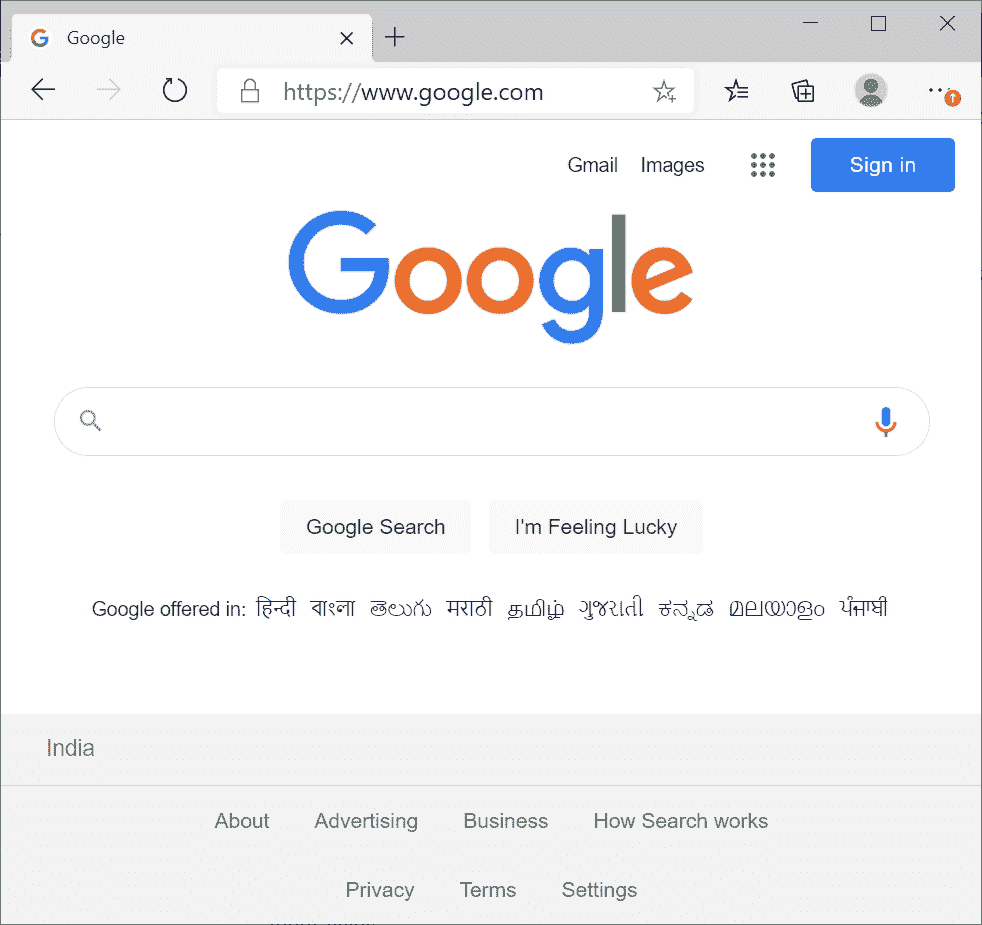 Google
https://www.google.com
Gmail Images Sign in
Google
Google Search I'm Feeling Lucky
Google offered in: हिन्दी বাংলা తెలుగు मराठी தமிழ் ગુજરાતી ಕನ್ನಡ മലയാളം ਪੰਜਾਬੀ
India
About Advertising Business How Search works
Privacy Terms Settings